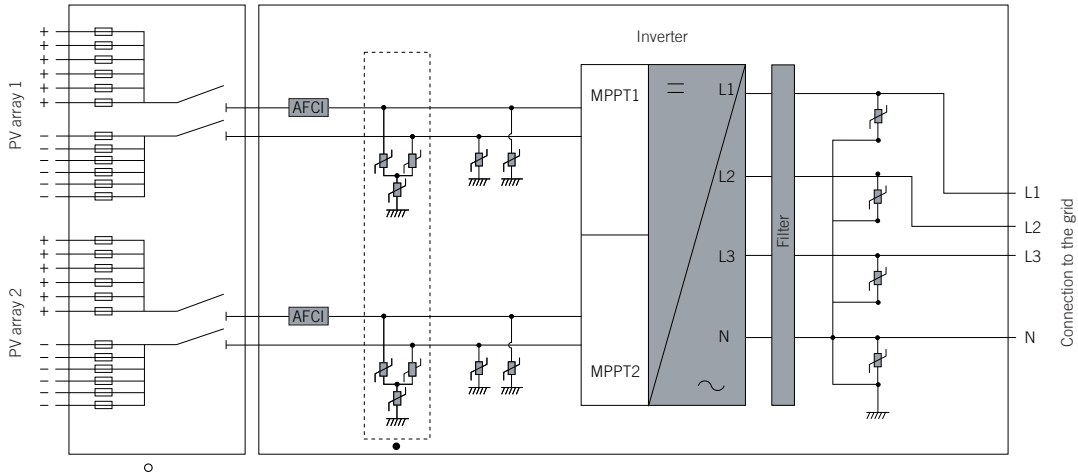 Inverter
PV array 1
+
+
+
+
+
+
−
−
−
−
−
−
AFCI
MPPT1
L1
L2
L3
N
Filter
L1
L2
L3
N
Connection to the grid
PV array 2
+
+
+
+
+
+
−
−
−
−
−
−
AFCI
MPPT2